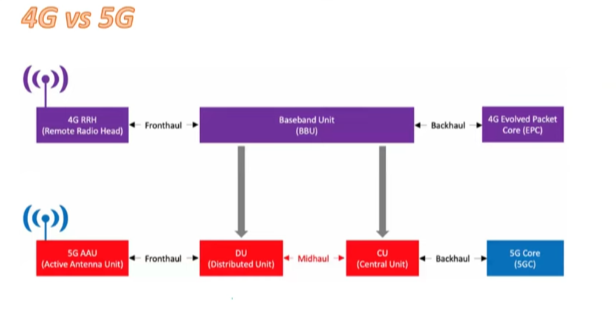 4G vs 5G
4G RRH
(Remote Radio Head)
Fronthaul
Baseband Unit
(BBU)
Backhaul
4G Evolved Packet
Core (EPC)
5G AAU
(Active Antenna Unit)
Fronthaul
DU
(Distributed Unit)
Midhaul
CU
(Central Unit)
Backhaul
5G Core
(5GC)